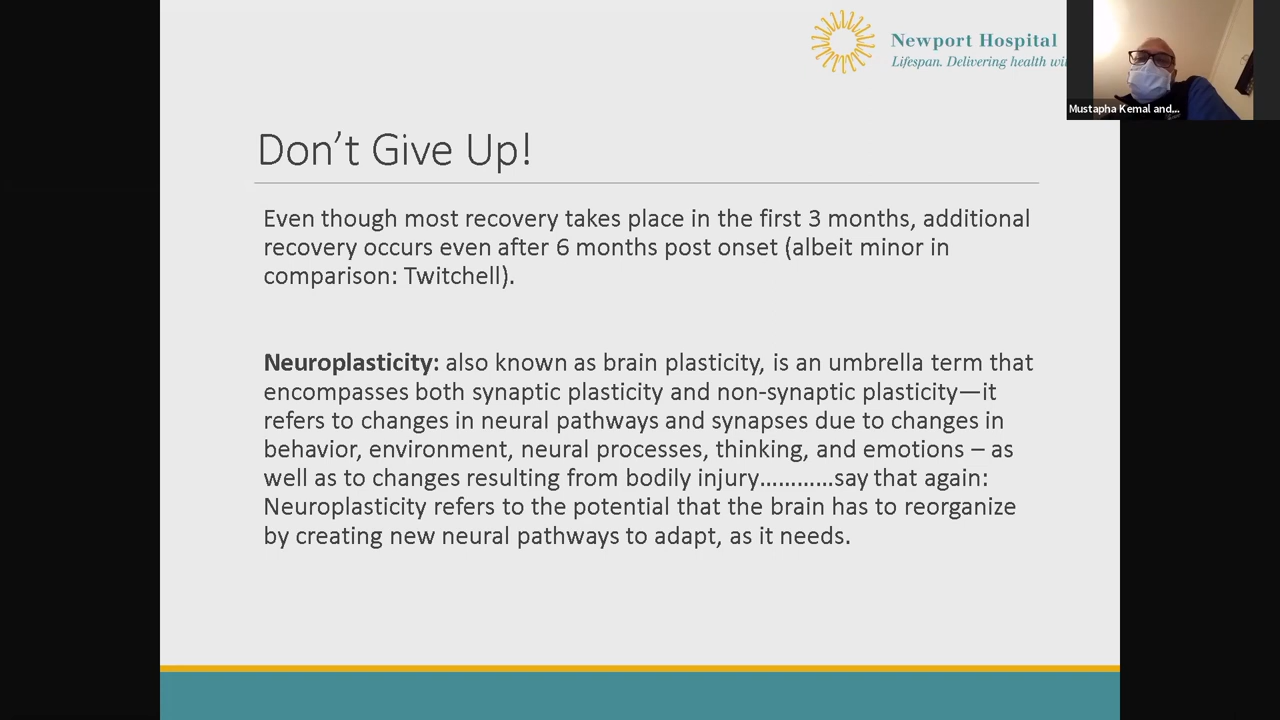 Newport Hospital
Lifespan. Delivering health
Mustapha Kemal and...
Don't Give Up!
Even though most recovery takes place in the first 3 months, additional
recovery occurs even after 6 months post onset (albeit minor in
comparison: Twitchell).
Neuroplasticity: also known as brain plasticity, is an umbrella term that
encompasses both synaptic plasticity and non-synaptic plasticity—it
refers to changes in neural pathways and synapses due to changes in
behavior, environment, neural processes, thinking, and emotions – as
well as to changes resulting from bodily injury…………say that again:
Neuroplasticity refers to the potential that the brain has to reorganize
by creating new neural pathways to adapt, as it needs.